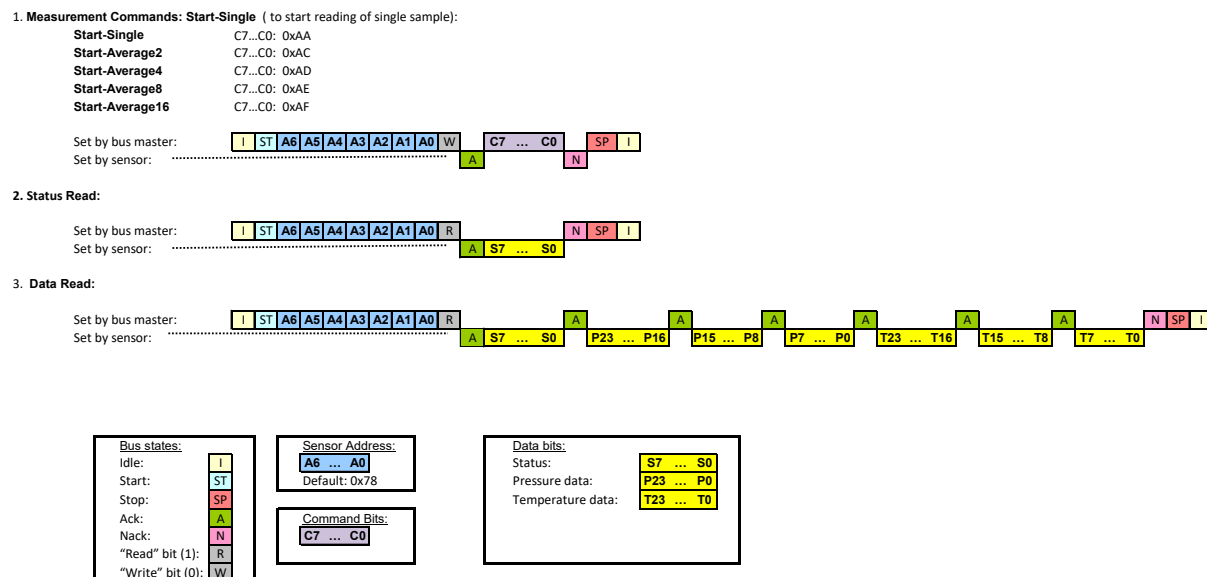 1. Measurement Commands: Start-Single ( to start reading of single sample):
Start-Single C7...C0: 0xAA
Start-Average2 C7...C0: 0xAC
Start-Average4 C7...C0: 0xAD
Start-Average8 C7...C0: 0xAE
Start-Average16 C7...C0: 0xAF
Set by bus master: I ST A6 A5 A4 A3 A2 A1 A0 W C7 ... C0 SP I
Set by sensor: A N
2. Status Read:
Set by bus master: I ST A6 A5 A4 A3 A2 A1 A0 R N SP I
Set by sensor: A S7 ... S0
3. Data Read:
Set by bus master: I ST A6 A5 A4 A3 A2 A1 A0 R A A A A A A N SP I
Set by sensor: A S7 ... S0 P23 ... P16 P15 ... P8 P7 ... P0 T23 ... T16 T15 ... T8 T7 ... T0
Bus states:
Idle: I
Start: ST
Stop: SP
Ack: A
Nack: N
“Read” bit (1): R
“Write” bit (0): W
Sensor Address:
A6 ... A0
Default: 0x78
Command Bits:
C7 ... C0
Data bits:
Status: S7 ... S0
Pressure data: P23 ... P0
Temperature data: T23 ... T0